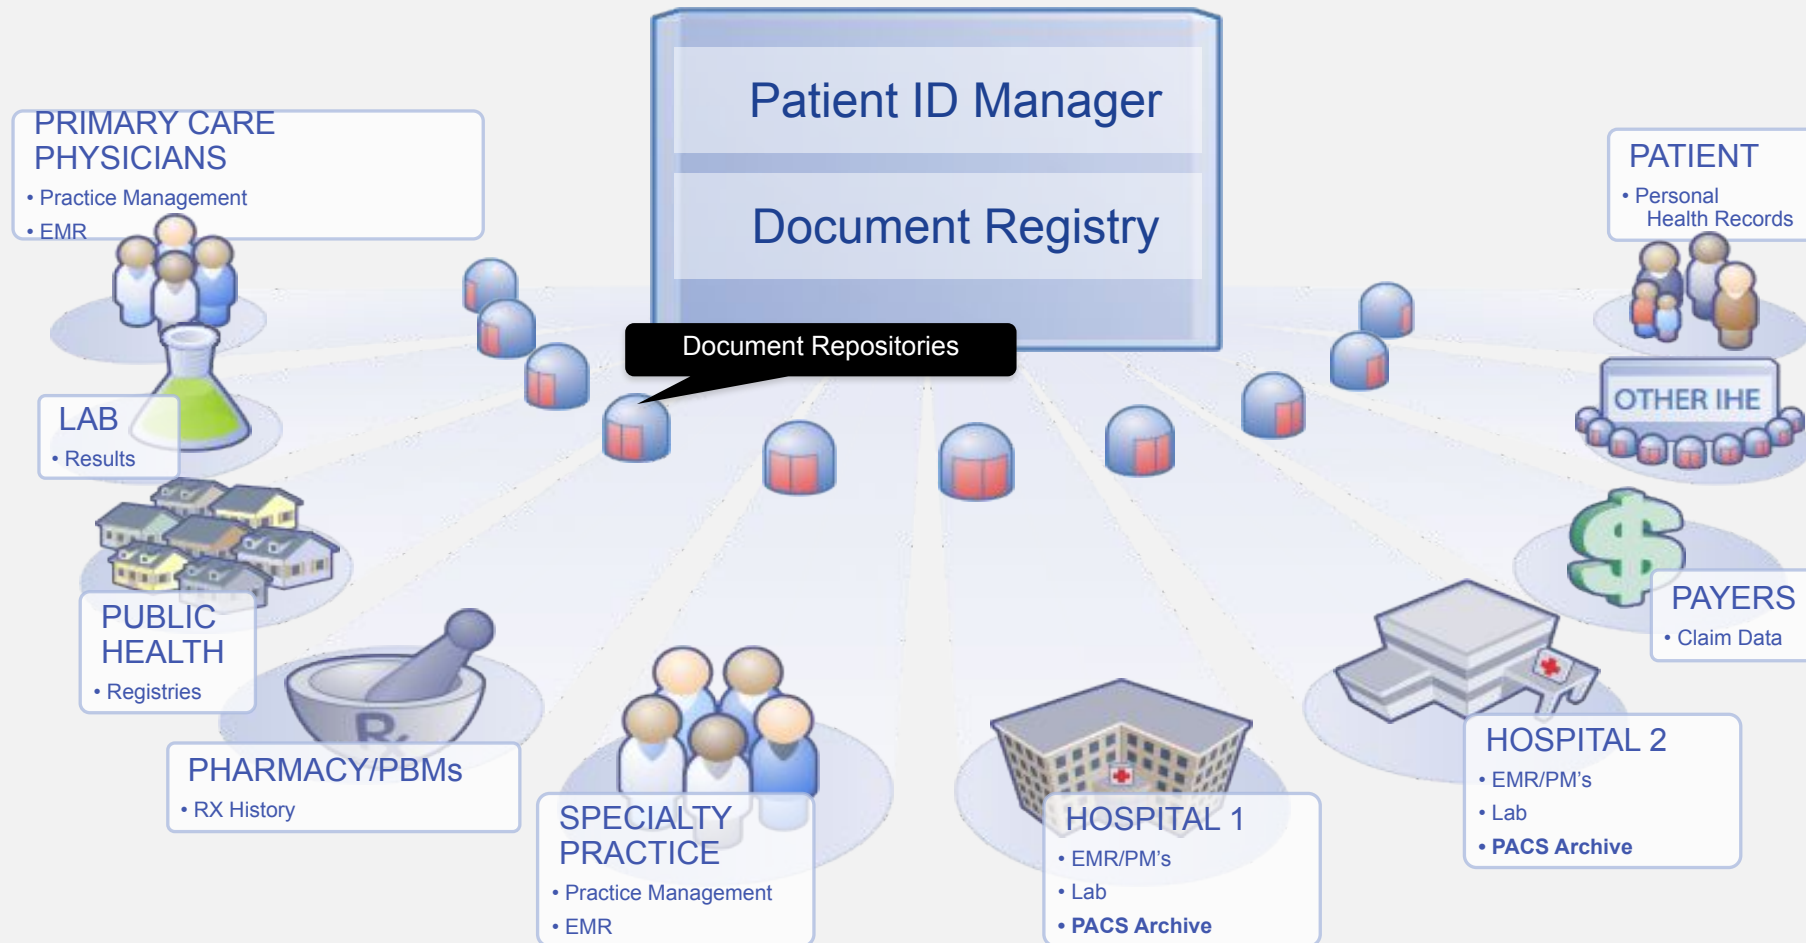 Patient ID Manager
Document Registry
Document Repositories
PRIMARY CARE
PHYSICIANS
• Practice Management
• EMR
LAB
• Results
PUBLIC
HEALTH
• Registries
Rx
PHARMACY/PBMs
• RX History
SPECIALTY
PRACTICE
• Practice Management
• EMR
HOSPITAL 1
• EMR/PM's
• Lab
• PACS Archive
HOSPITAL 2
• EMR/PM's
• Lab
• PACS Archive
PAYERS
• Claim Data
$
OTHER IHE
PATIENT
• Personal
Health Records